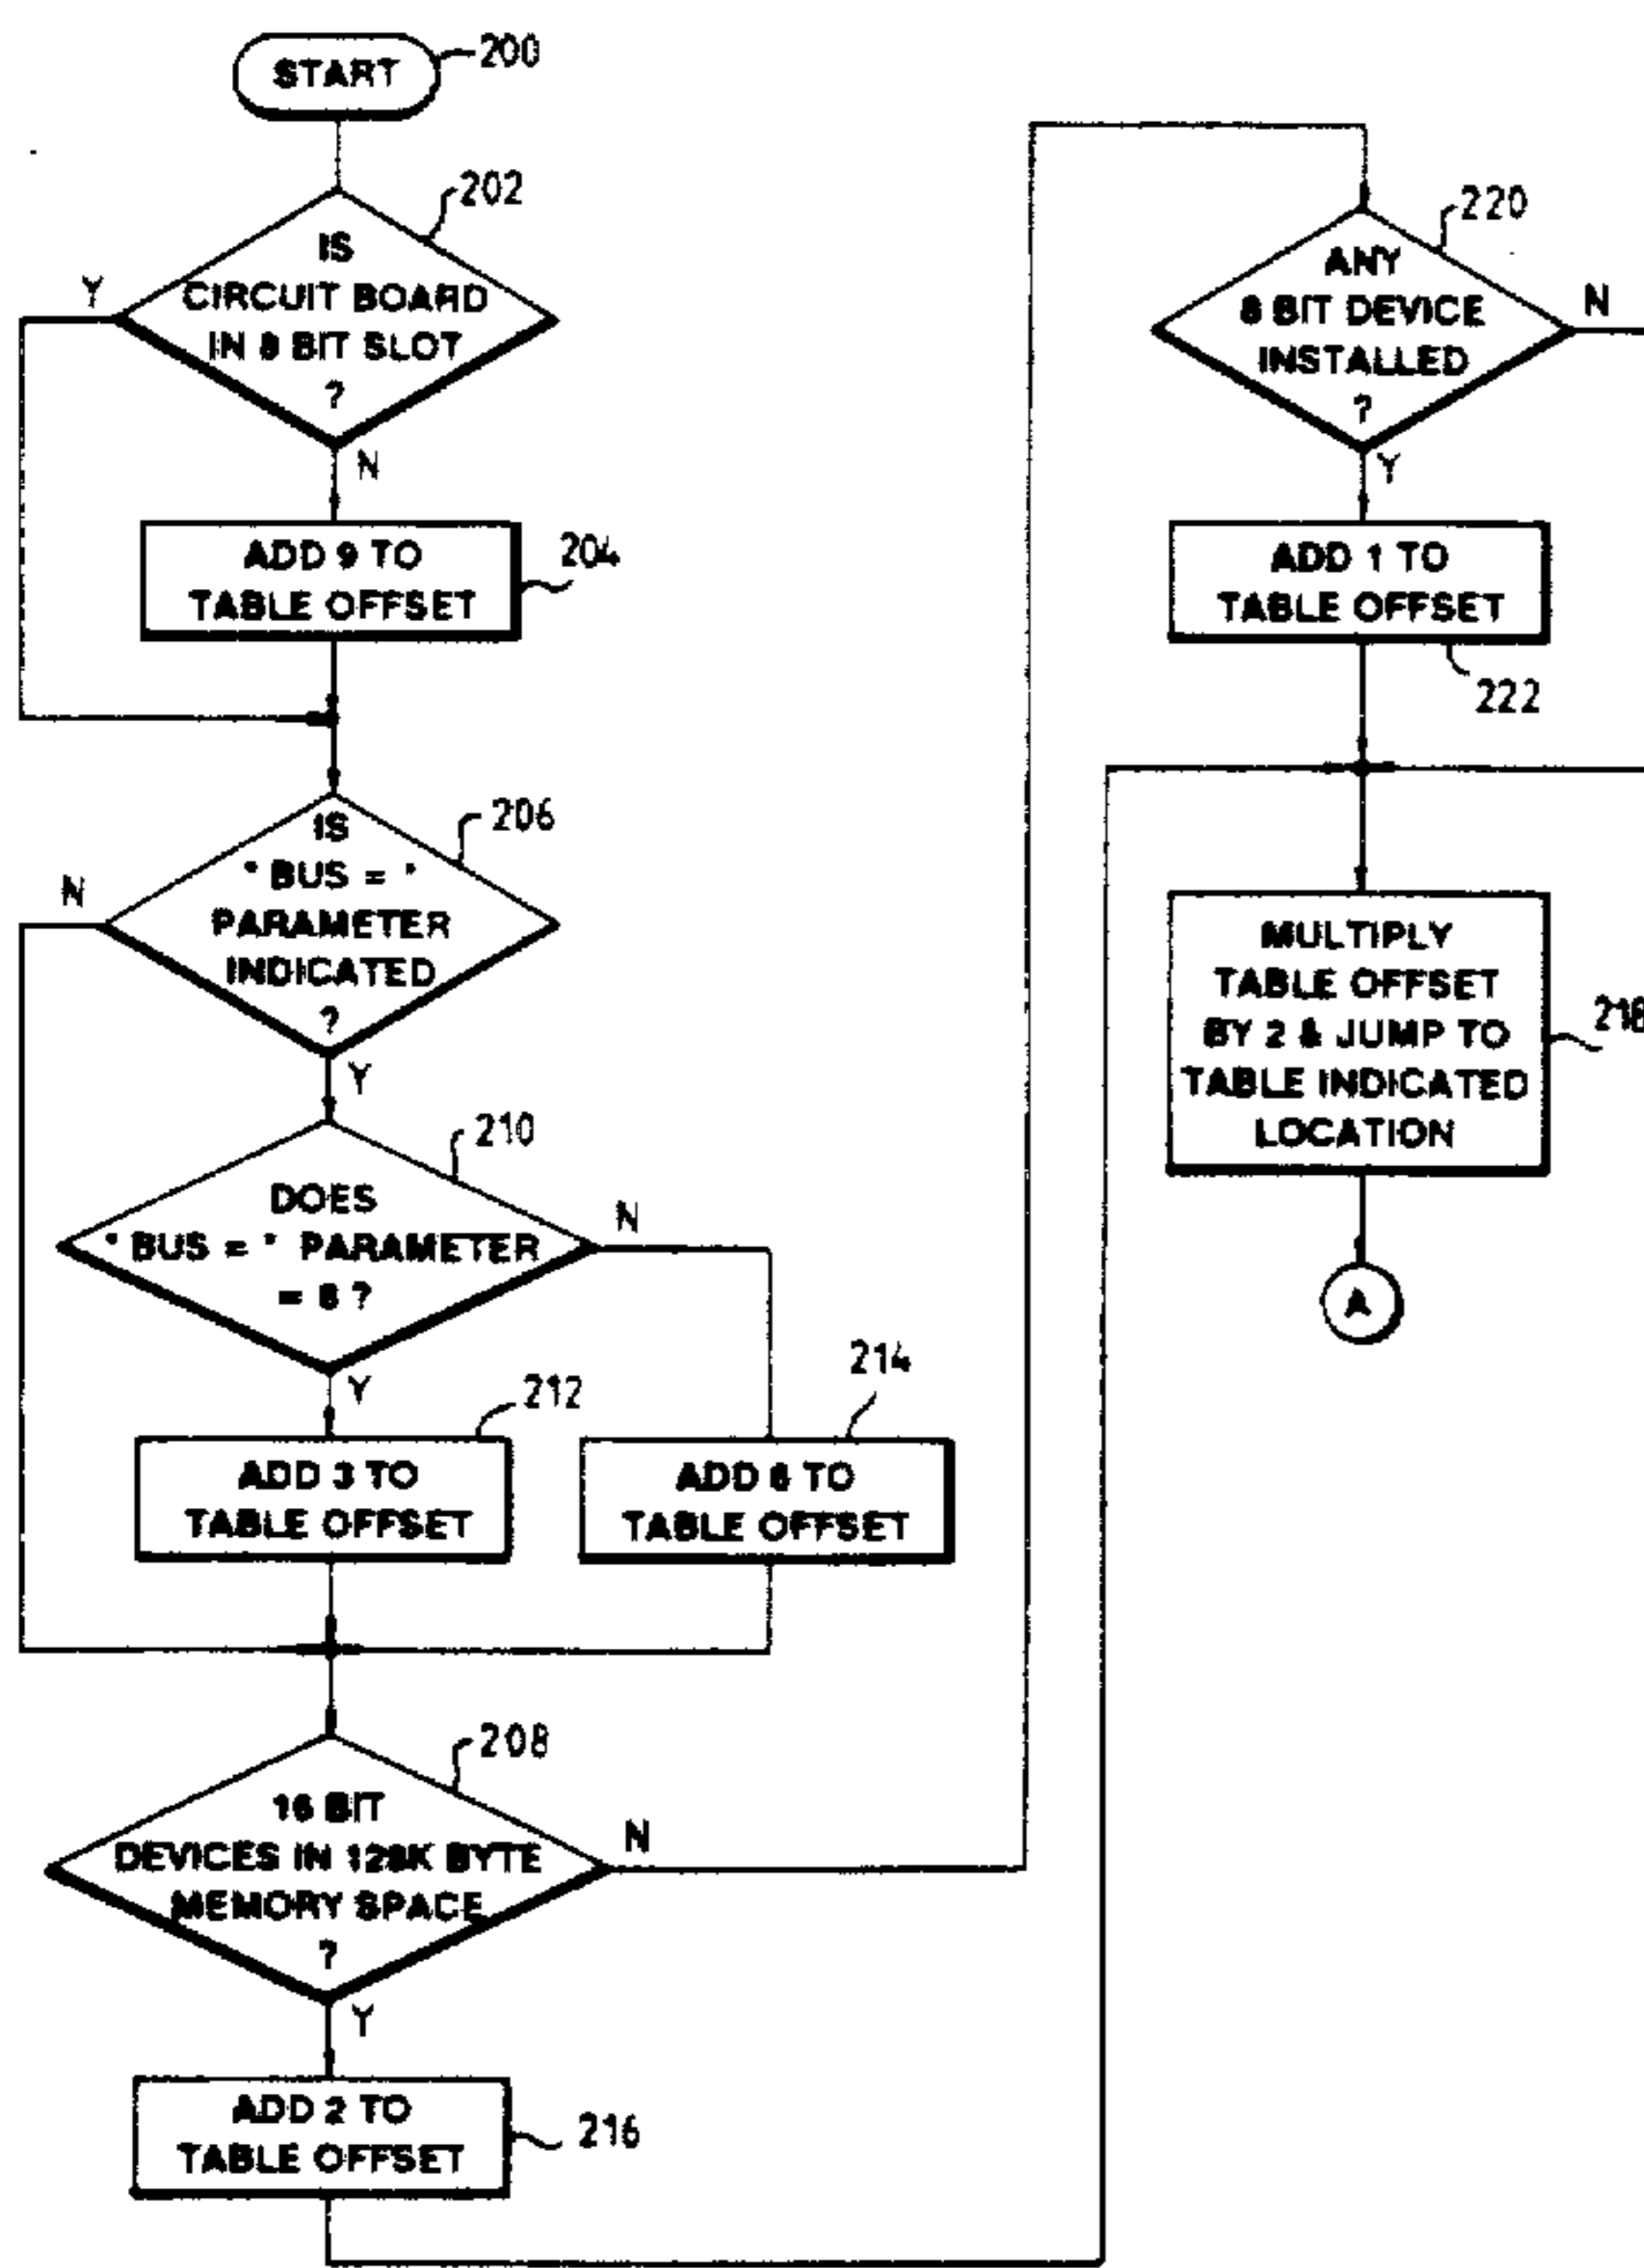 START
200
202
IS
CIRCUIT BOARD
IN 8 BIT SLOT
?
Y
N
ADD 9 TO
TABLE OFFSET
204
206
IS
" BUS = "
PARAMETER
INDICATED
?
N
Y
210
DOES
" BUS = " PARAMETER
= 8 ?
N
Y
212
ADD 3 TO
TABLE OFFSET
214
ADD 6 TO
TABLE OFFSET
208
16 BIT
DEVICES IN 128K BYTE
MEMORY SPACE
?
N
Y
ADD 2 TO
TABLE OFFSET
216
220
ANY
8 BIT DEVICE
INSTALLED
?
N
Y
ADD 1 TO
TABLE OFFSET
222
MULTIPLY
TABLE OFFSET
BY 2 & JUMP TO
TABLE INDICATED
LOCATION
218
A